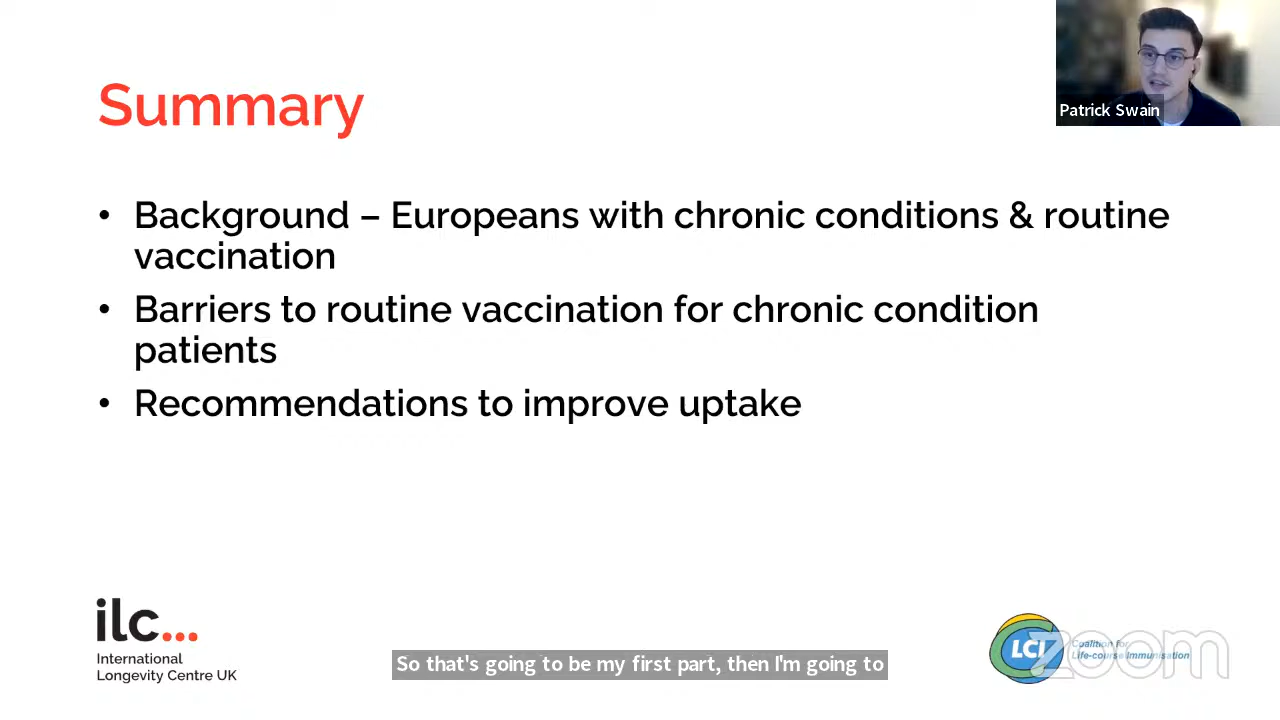 Patrick Swain
Summary
• Background – Europeans with chronic conditions & routine
vaccination
• Barriers to routine vaccination for chronic condition
patients
• Recommendations to improve uptake
ilc...
International
Longevity Centre UK
So that's going to be my first part, then I'm going to
LCI
Coalition for
Life-course Immunisation
zoom